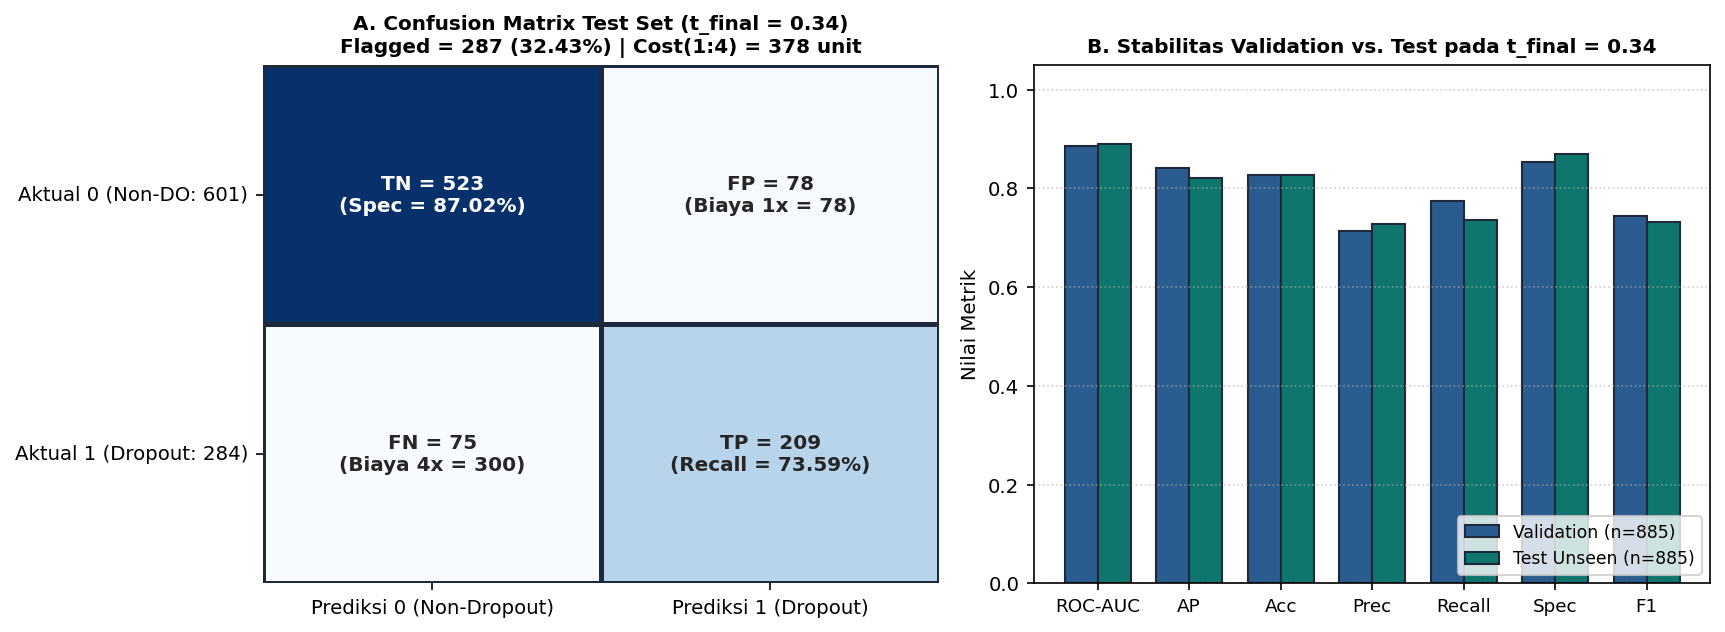 A. Confusion Matrix Test Set (t_final = 0.34)
Flagged = 287 (32.43%) | Cost(1:4) = 378 unit
Aktual 0 (Non-DO: 601)
TN = 523
(Spec = 87.02%)
FP = 78
(Biaya 1x = 78)
Aktual 1 (Dropout: 284)
FN = 75
(Biaya 4x = 300)
TP = 209
(Recall = 73.59%)
Prediksi 0 (Non-Dropout)
Prediksi 1 (Dropout)
B. Stabilitas Validation vs. Test pada t_final = 0.34
Nilai Metrik
1.0
0.8
0.6
0.4
0.2
0.0
Validation (n=885)
Test Unseen (n=885)
ROC-AUC
AP
Acc
Prec
Recall
Spec
F1